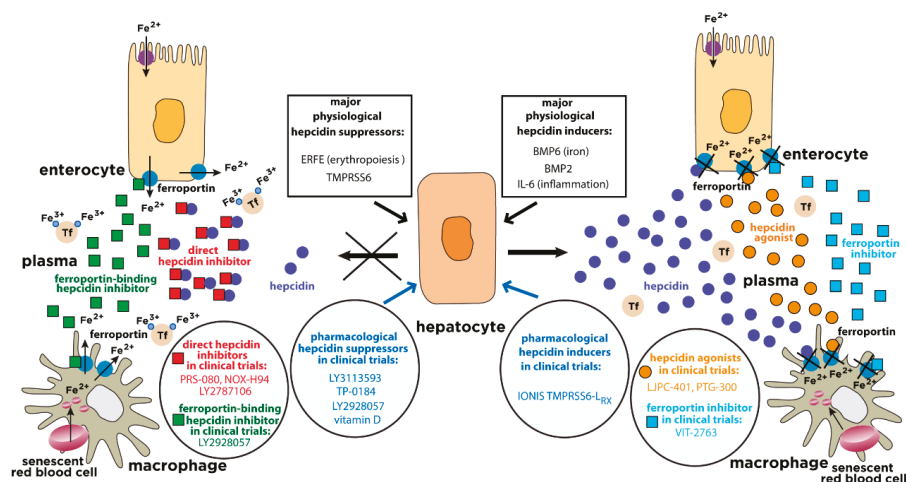 Fe2+
enterocyte
Fe2+
ferroportin
Fe2+
Fe3+
Tf
Fe3+
Fe3+
Tf
plasma
direct
hepcidin inhibitor
ferroportin-binding
hepcidin inhibitor
hepcidin
ferroportin
Fe3+
Fe3+
Tf
Fe2+
Fe2+
Fe2+
senescent
red blood cell
macrophage
direct hepcidin
inhibitors
in clinical trials:
PRS-080, NOX-H94
LY2787106
ferroportin-binding
hepcidin inhibitor
in clinical trials:
LY2928057
major
physiological
hepcidin suppressors:
ERFE (erythropoiesis )
TMPRSS6
pharmacological
hepcidin suppressors
in clinical trials:
LY3113593
TP-0184
LY2928057
vitamin D
hepatocyte
major
physiological
hepcidin inducers:
BMP6 (iron)
BMP2
IL-6 (inflammation)
pharmacological
hepcidin inducers
in clinical trials:
IONIS TMPRSS6-LRX
Fe2+
Fe2+
Fe2+
Fe2+
enterocyte
ferroportin
Tf
hepcidin
agonist
Tf
ferroportin
inhibitor
hepcidin
plasma
Tf
ferroportin
hepcidin agonists
in clinical trials:
LJPC-401, PTG-300
ferroportin inhibitor
in clinical trials:
VIT-2763
Fe2+
Fe2+
Fe2+
Fe2+
macrophage
senescent
red blood cell